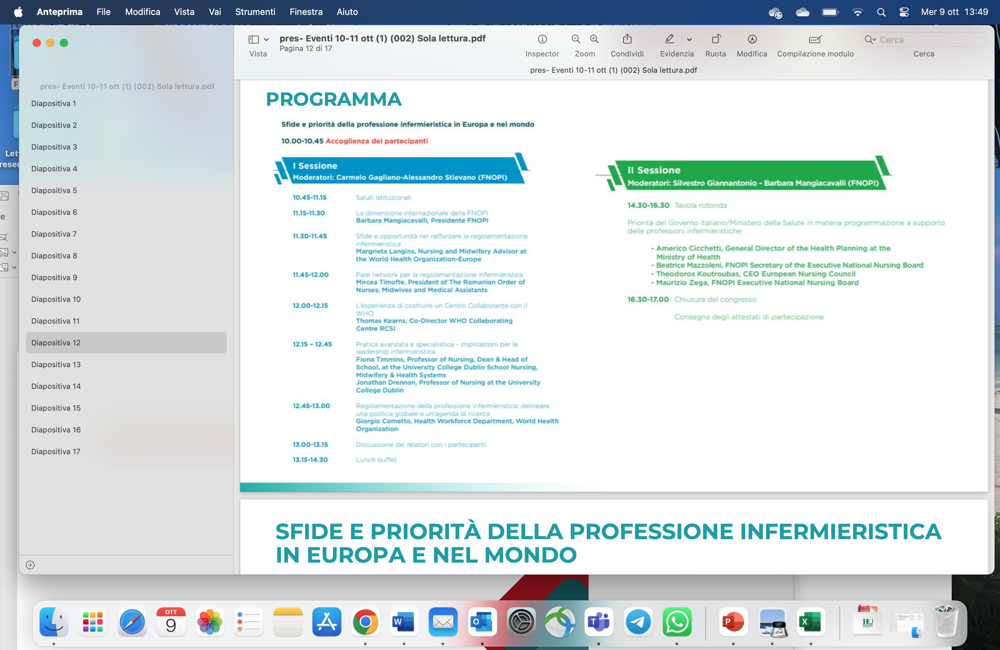 Anteprima File Modifica Vista Vai Strumenti Finestra Aiuto Mer 9 ott 13:49
pres- Eventi 10-11 ott (1) (002) Sola lettura.pdf
Pagina 12 di 17
Vista Inspector Zoom Condividi Evidenzia Ruota Modifica Compilazione modulo Cerca
Cerca
pres- Eventi 10-11 ott (1) (002) Sola lettura.pdf
pres- Eventi 10-11 ott (1) (002) Sola lettura.pdf
Diapositiva 1
Diapositiva 2
Diapositiva 3
Diapositiva 4
Diapositiva 5
Diapositiva 6
Diapositiva 7
Diapositiva 8
Diapositiva 9
Diapositiva 10
Diapositiva 11
Diapositiva 12
Diapositiva 13
Diapositiva 14
Diapositiva 15
Diapositiva 16
Diapositiva 17
PROGRAMMA
Sfide e priorità della professione infermieristica in Europa e nel mondo
10.00-10.45 Accoglienza dei partecipanti
I Sessione
Moderatori: Carmelo Gagliano-Alessandro Stievano (FNOPI)
10.45-11.15 Saluti istituzionali
11.15-11.30 La dimensione internazionale della FNOPI
Barbara Mangiacavalli, Presidente FNOPI
11.30-11.45 Sfide e opportunità nel rafforzare la regolamentazione
infermieristica
Margrieta Langins, Nursing and Midwifery Advisor at
the World Health Organization-Europe
11.45-12.00 Fare network per la regolamentazione infermieristica
Mircea Timofte, President of The Romanian Order of
Nurses, Midwives and Medical Assistants
12.00-12.15 L'esperienza di costruire un Centro Collaborante con il
WHO
Thomas Kearns, Co-Director WHO Collaborating
Centre RCSI
12.15 – 12.45 Pratica avanzata e specialistica - implicazioni per la
leadership infermieristica
Fiona Timmins, Professor of Nursing, Dean & Head of
School, at the University College Dublin School Nursing,
Midwifery & Health Systems
Jonathan Drennan, Professor of Nursing at the University
College Dublin
12.45-13.00 Regolamentazione della professione infermieristica: delineare
una politica globale e un'agenda di ricerca
Giorgio Cometto, Health Workforce Department, World Health
Organization
13.00-13.15 Discussione dei relatori con i partecipanti
13.15-14.30 Lunch buffet
II Sessione
Moderatori: Silvestro Giannantonio - Barbara Mangiacavalli (FNOPI)
14.30-16.30 Tavola rotonda
Priorità del Governo italiano/Ministero della Salute in materia programmazione a supporto
delle professioni infermieristiche
- Americo Cicchetti, General Director of the Health Planning at the
Ministry of Health
- Beatrice Mazzoleni, FNOPI Secretary of the Executive National Nursing Board
- Theodoros Koutroubas, CEO European Nursing Council
- Maurizio Zega, FNOPI Executive National Nursing Board
16.30-17.00 Chiusura del congresso
Consegna degli attestati di partecipazione
SFIDE E PRIORITÀ DELLA PROFESSIONE INFERMIERISTICA
IN EUROPA E NEL MONDO
OTT
9
HU